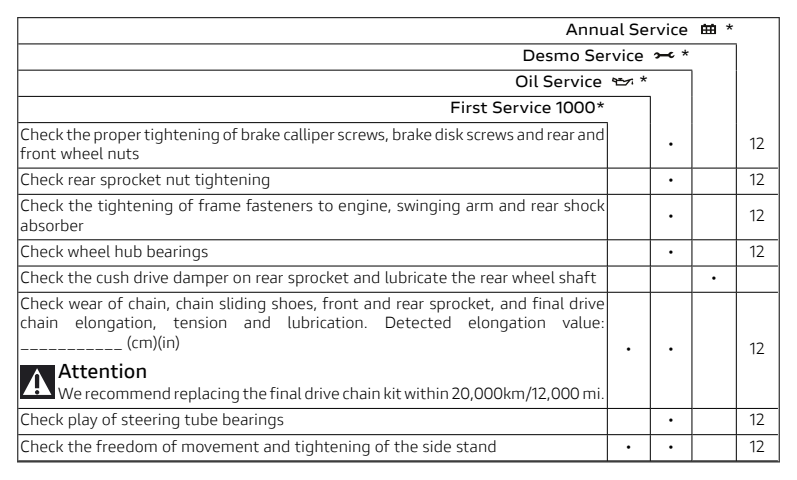 Annual Service *
Desmo Service *
Oil Service *
First Service 1000*
Check the proper tightening of brake calliper screws, brake disk screws and rear and
front wheel nuts
• 12
Check rear sprocket nut tightening • 12
Check the tightening of frame fasteners to engine, swinging arm and rear shock
absorber
• 12
Check wheel hub bearings • 12
Check the cush drive damper on rear sprocket and lubricate the rear wheel shaft •
Check wear of chain, chain sliding shoes, front and rear sprocket, and final drive
chain elongation, tension and lubrication. Detected elongation value:
___________ (cm)(in)
• • 12
Attention
We recommend replacing the final drive chain kit within 20,000km/12,000 mi.
Check play of steering tube bearings • 12
Check the freedom of movement and tightening of the side stand • • 12